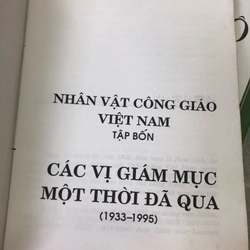 NHÂN VẬT CÔNG GIÁO
VIỆT NAM
TẬP BỐN
CÁC VỊ GIÁM MỤC
MỘT THỜI ĐÃ QUA
(1933-1995)